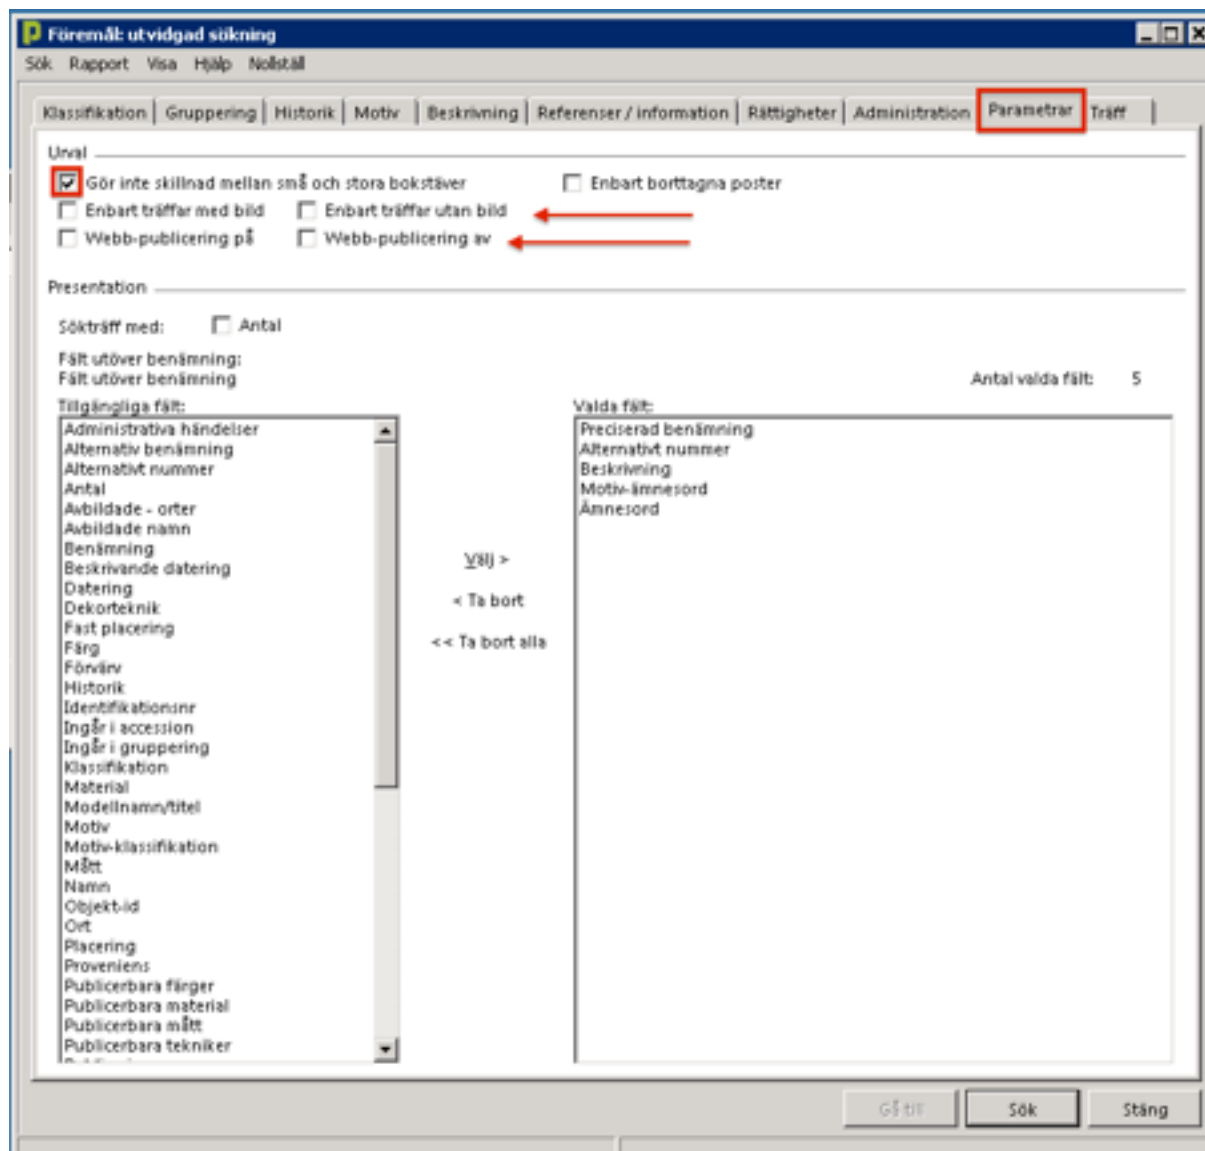 Föremål: utvidgad sökning
Sök Rapport Visa Hjälp Nollställ
Klassifikation Gruppering Historik Motiv Beskrivning Referenser / information Rättigheter Administration Parametrar Träff
Urval
Gör inte skillnad mellan små och stora bokstäver Enbart borttagna poster
Enbart träffar med bild Enbart träffar utan bild
Webb-publicering på Webb-publicering av
Presentation
Sökträff med: Antal
Fält utöver benämning:
Fält utöver benämning Antal valda fält: 5
Tillgängliga fält: Valda fält:
Administrativa händelser Preciserad benämning
Alternativ benämning Alternativt nummer
Alternativt nummer Beskrivning
Antal Motiv-ämnesord
Avbildade - orter Ämnesord
Avbildade namn
Benämning
Välj >
Beskrivande datering
Datering
Dekorteknik
< Ta bort
Fast placering
Färg
<< Ta bort alla
Förvärv
Historik
Identifikationsnr
Ingår i accession
Ingår i gruppering
Klassifikation
Material
Modellnamn/titel
Motiv
Motiv-klassifikation
Mått
Namn
Objekt-id
Ort
Placering
Proveniens
Publicerbara färger
Publicerbara material
Publicerbara mått
Publicerbara tekniker
Gå till Sök Stäng